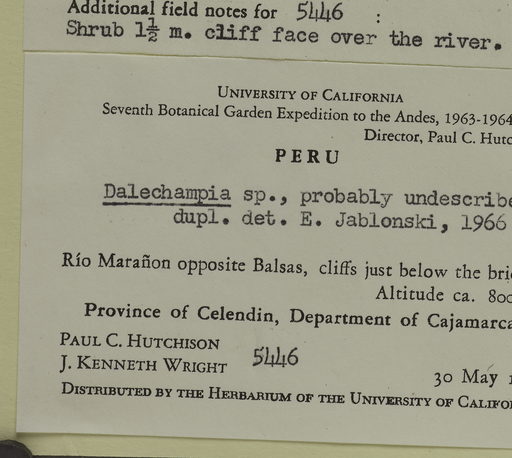 Additional field notes for 5446 :
Shrub 1½ m. cliff face over the river.
University of California
Seventh Botanical Garden Expedition to the Andes, 1963-1964
Director, Paul C. Hutc
PERU
Dalechampia sp., probably undescribe
dupl. det. E. Jablonski, 1966
Río Marañon opposite Balsas, cliffs just below the bri
Altitude ca. 800
Province of Celendin, Department of Cajamarca
Paul C. Hutchison
J. Kenneth Wright 5446
30 May 1
Distributed by the Herbarium of the University of Califor